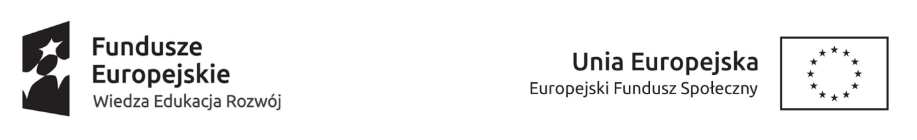 Fundusze
Europejskie
Wiedza Edukacja Rozwój
Unia Europejska
Europejski Fundusz Społeczny